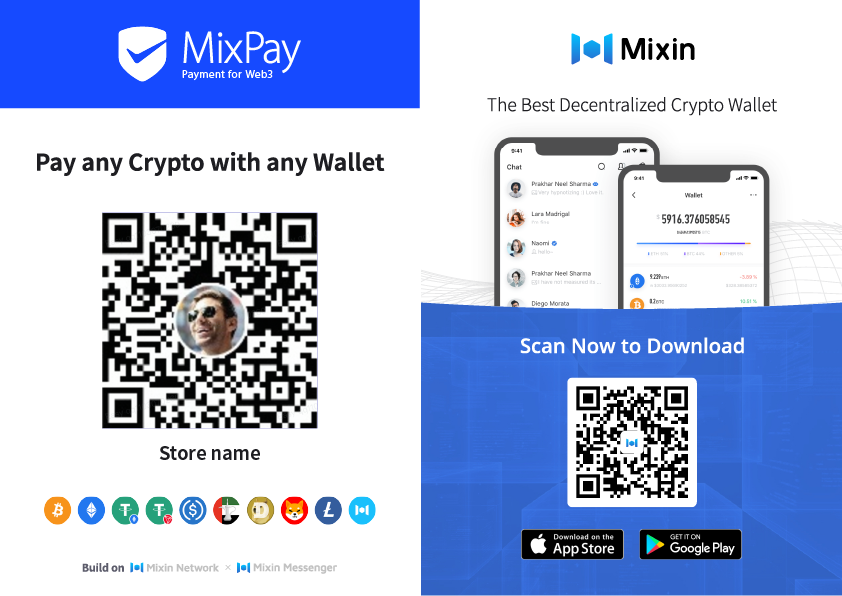 MixPay
Payment for Web3
Pay any Crypto with any Wallet
Store name
Build on Mixin Network × Mixin Messenger
Mixin
The Best Decentralized Crypto Wallet
9:41
Chat
Prakhar Neel Sharma
Lara Madrigal
Naomi
Prakhar Neel Sharma
Diego Morata
9:41
Wallet
5916.376058545
Scan Now to Download
Download on the
App Store
GET IT ON
Google Play